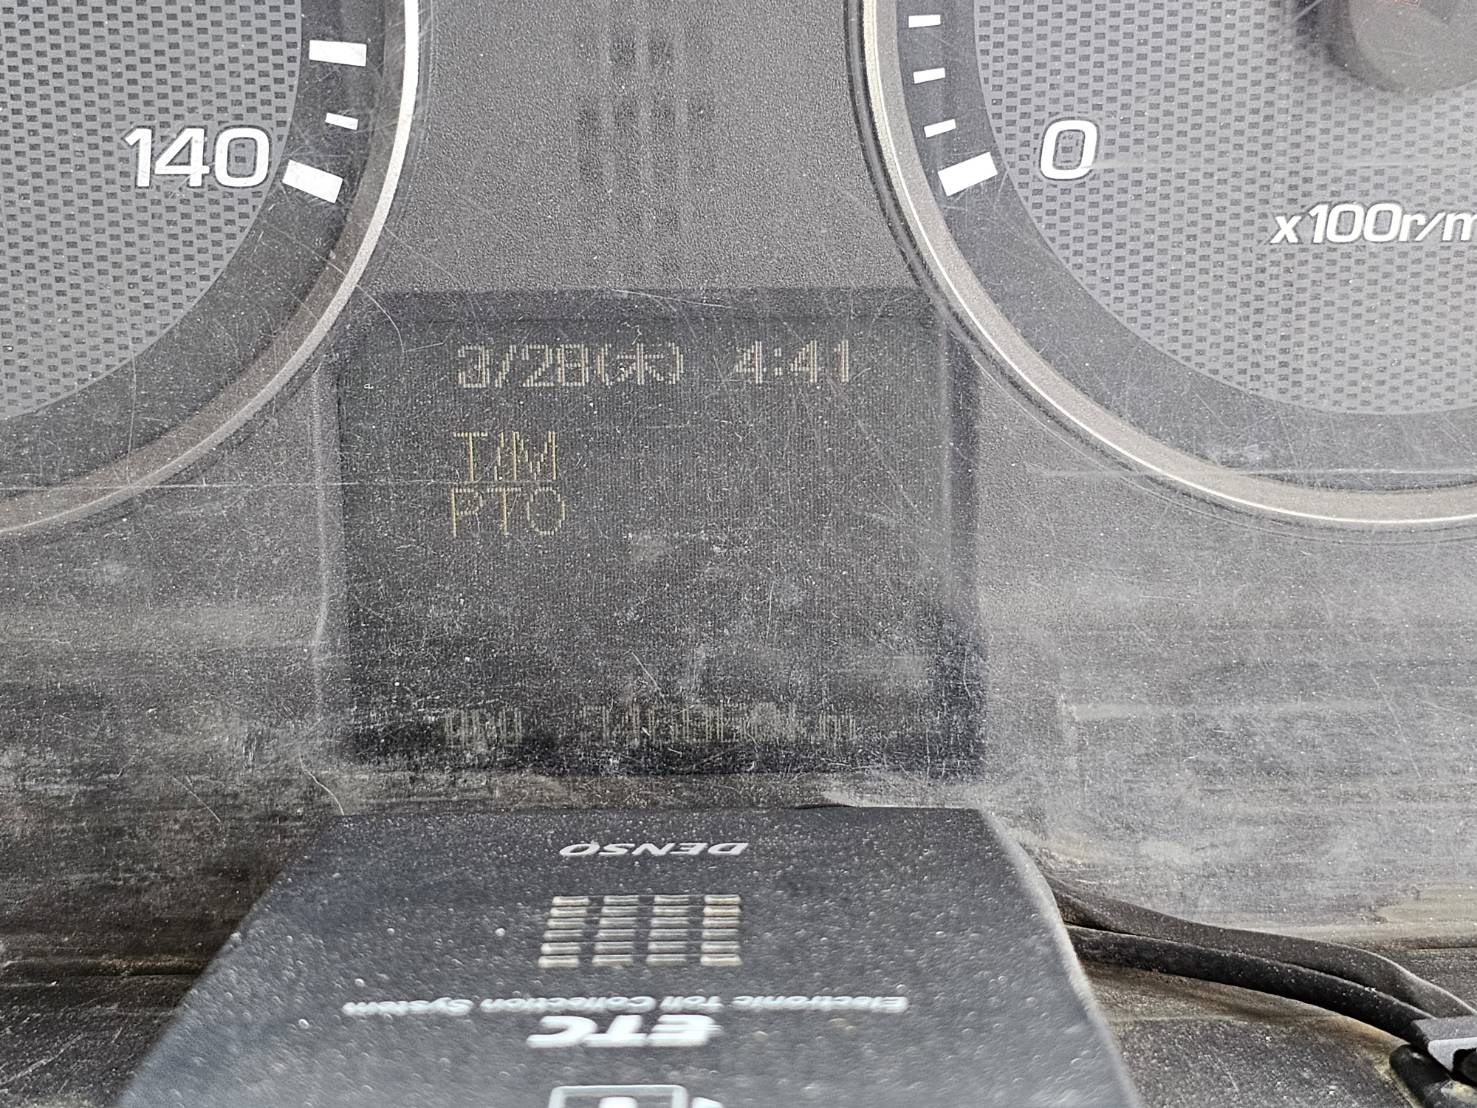 140
0
x100r/m
3/28(木) 4:41
T/M
PTO
DENSO
Electronic Toll Collection System
ETC